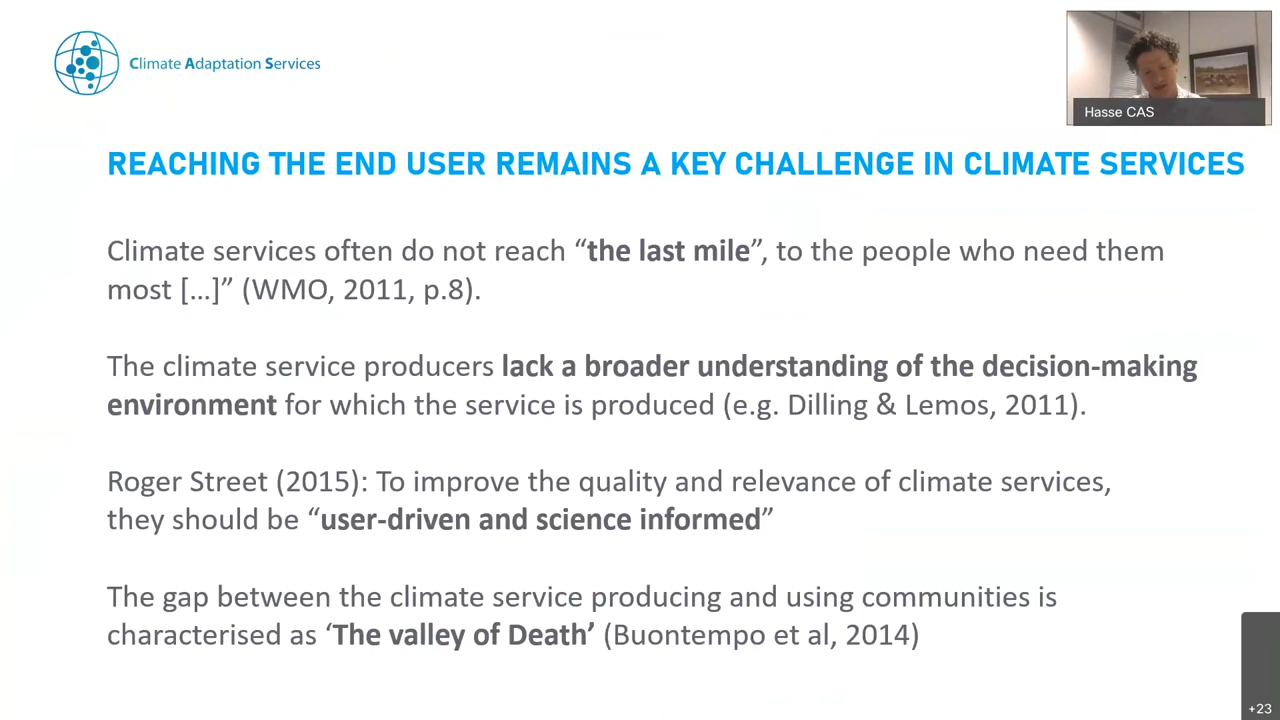 Climate Adaptation Services
Hasse CAS
REACHING THE END USER REMAINS A KEY CHALLENGE IN CLIMATE SERVICES
Climate services often do not reach “the last mile”, to the people who need them
most […]” (WMO, 2011, p.8).
The climate service producers lack a broader understanding of the decision-making
environment for which the service is produced (e.g. Dilling & Lemos, 2011).
Roger Street (2015): To improve the quality and relevance of climate services,
they should be “user-driven and science informed”
The gap between the climate service producing and using communities is
characterised as ‘The valley of Death’ (Buontempo et al, 2014)
+23